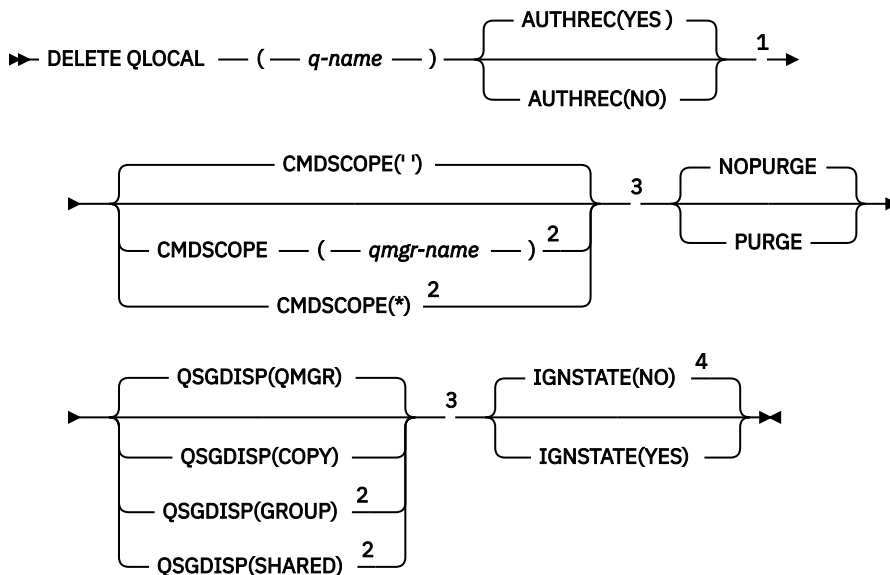 AUTHREC(YES )
DELETE QLOCAL ( q-name ) 1
AUTHREC(NO)
CMDSCOPE(' ') NOPURGE
3
CMDSCOPE ( qmgr-name ) 2 PURGE
CMDSCOPE(*) 2
QSGDISP(QMGR) IGNSTATE(NO) 4
3
QSGDISP(COPY) IGNSTATE(YES)
QSGDISP(GROUP) 2
QSGDISP(SHARED) 2